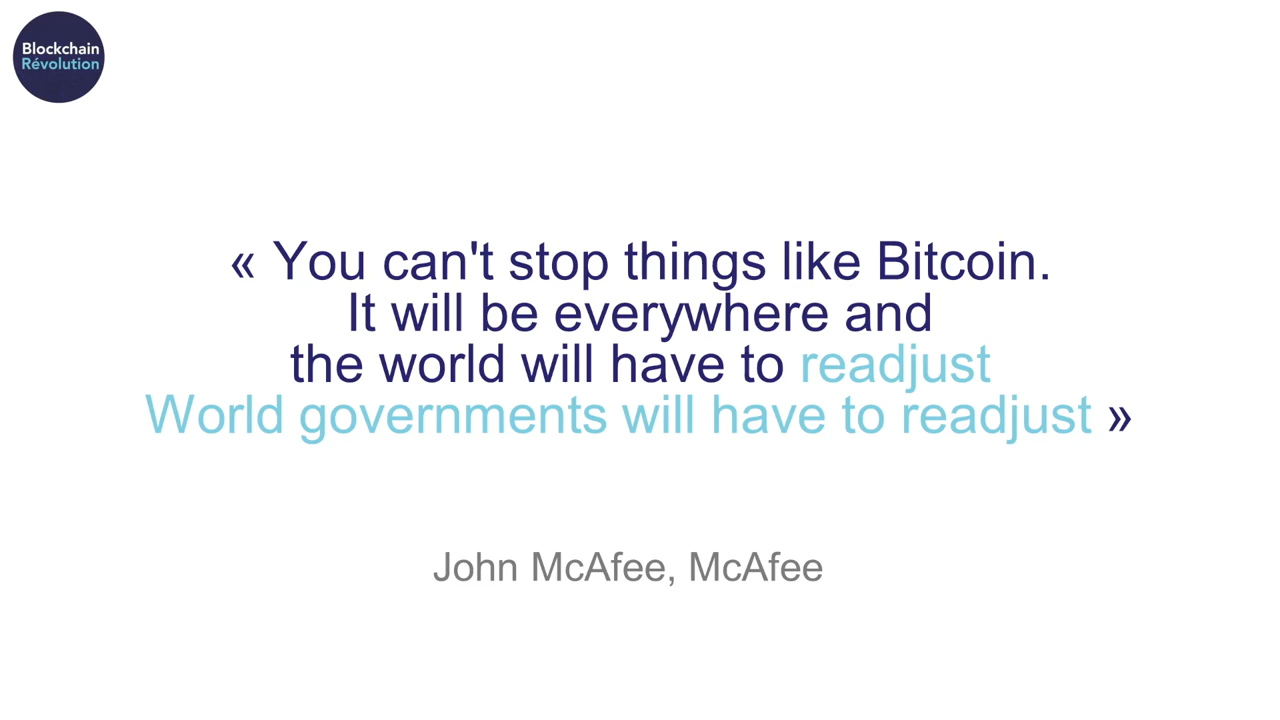 Blockchain
Révolution
« You can't stop things like Bitcoin.
It will be everywhere and
the world will have to readjust
World governments will have to readjust »
John McAfee, McAfee